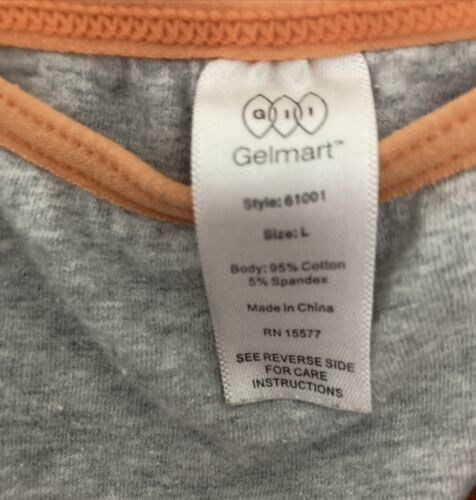 G I I
Gelmart™
Style: 61001
Size: L
Body: 95% Cotton
5% Spandex
Made in China
RN 15577
SEE REVERSE SIDE
FOR CARE
INSTRUCTIONS